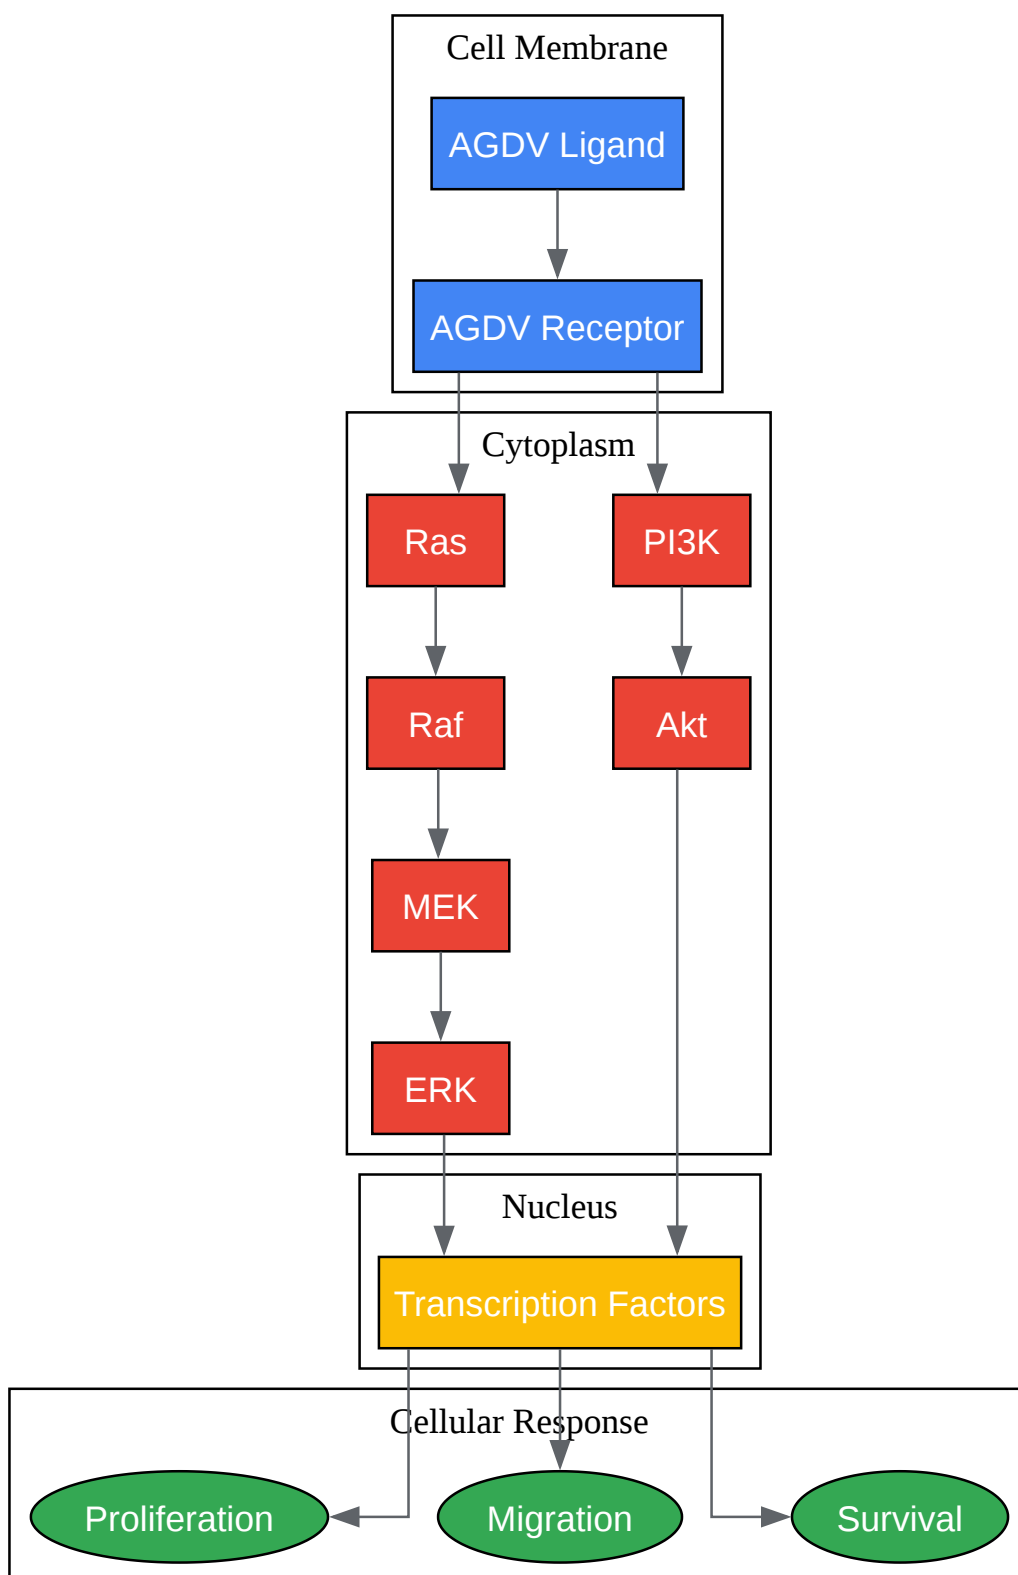 Cell Membrane
AGDV Ligand
AGDV Receptor
Cytoplasm
Ras
PI3K
Raf
Akt
MEK
ERK
Nucleus
Transcription Factors
Cellular Response
Proliferation
Migration
Survival